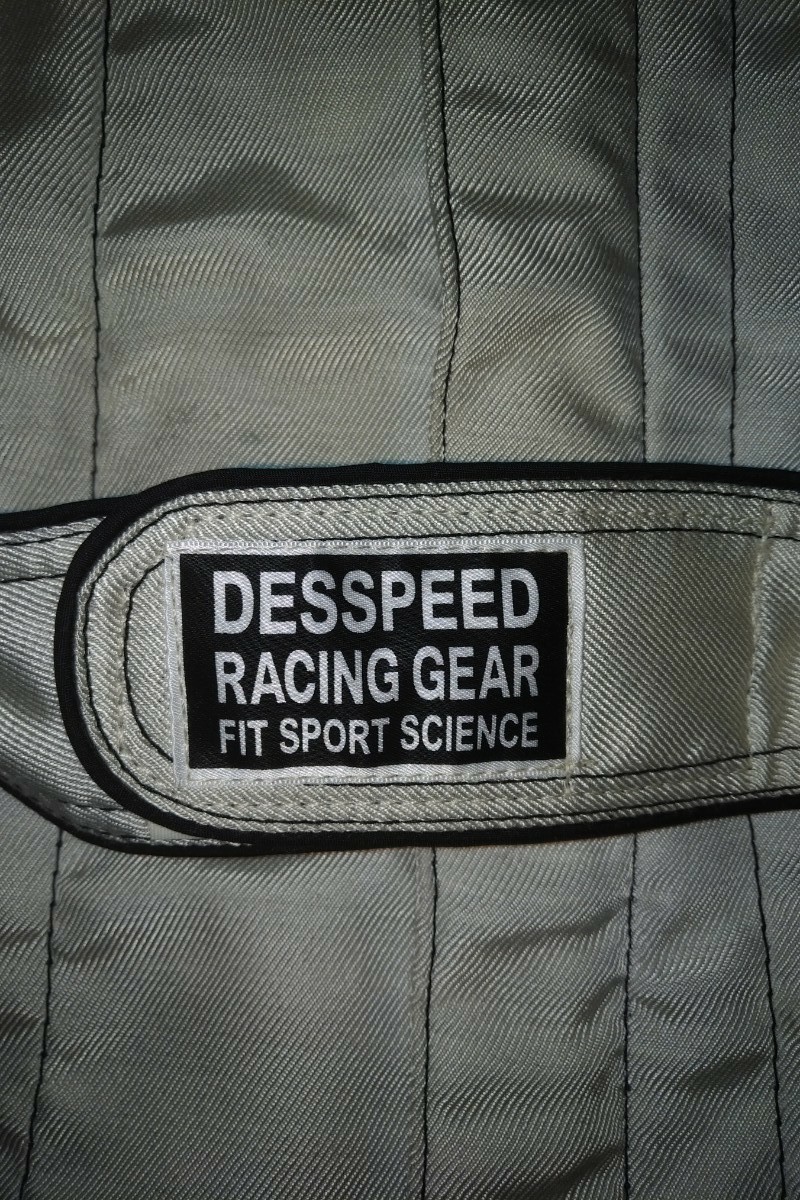 DESSPEED
RACING GEAR
FIT SPORT SCIENCE